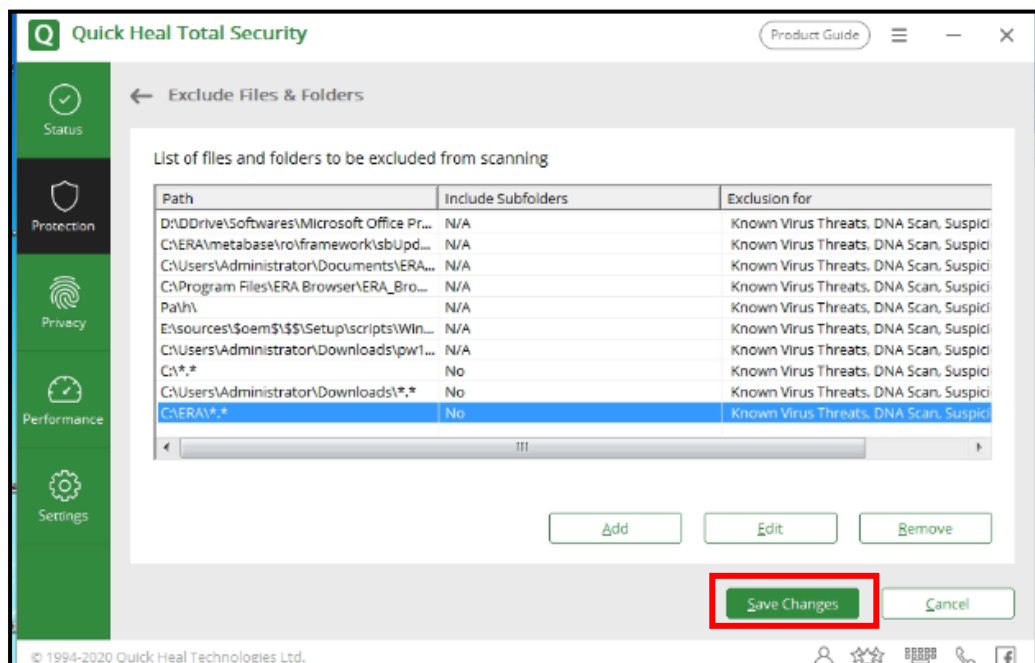 Q Quick Heal Total Security Product Guide
Status
← Exclude Files & Folders
List of files and folders to be excluded from scanning
Path Include Subfolders Exclusion for
D:\DDrive\Softwares\Microsoft Office Pr... N/A Known Virus Threats, DNA Scan, Suspici
C:\ERA\metabase\ro\framework\sbUpd... N/A Known Virus Threats, DNA Scan, Suspici
C:\Users\Administrator\Documents\ERA... N/A Known Virus Threats, DNA Scan, Suspici
C:\Program Files\ERA Browser\ERA_Bro... N/A Known Virus Threats, DNA Scan, Suspici
Pa\h\ N/A Known Virus Threats, DNA Scan, Suspici
E:\sources\$oem$\$$\Setup\scripts\Win... N/A Known Virus Threats, DNA Scan, Suspici
C:\Users\Administrator\Downloads\pw1... N/A Known Virus Threats, DNA Scan, Suspici
C:\*.* No Known Virus Threats, DNA Scan, Suspici
C:\Users\Administrator\Downloads\*.* No Known Virus Threats, DNA Scan, Suspici
C:\ERA\*.* No Known Virus Threats, DNA Scan, Suspici
Protection
Privacy
Performance
Settings
Add Edit Remove
Save Changes Cancel
© 1994-2020 Quick Heal Technologies Ltd.